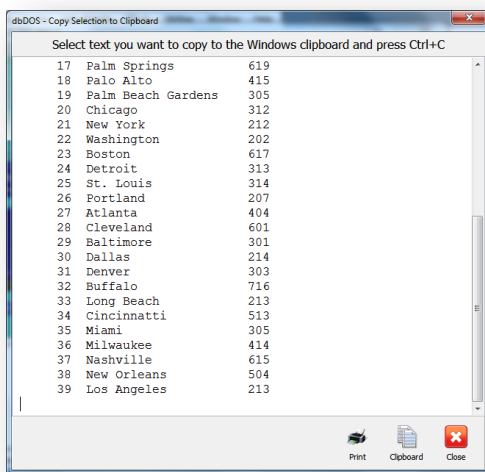 dbDOS - Copy Selection to Clipboard
Select text you want to copy to the Windows clipboard and press Ctrl+C
17 Palm Springs 619
18 Palo Alto 415
19 Palm Beach Gardens 305
20 Chicago 312
21 New York 212
22 Washington 202
23 Boston 617
24 Detroit 313
25 St. Louis 314
26 Portland 207
27 Atlanta 404
28 Cleveland 601
29 Baltimore 301
30 Dallas 214
31 Denver 303
32 Buffalo 716
33 Long Beach 213
34 Cincinnatti 513
35 Miami 305
36 Milwaukee 414
37 Nashville 615
38 New Orleans 504
39 Los Angeles 213
Print Clipboard Close